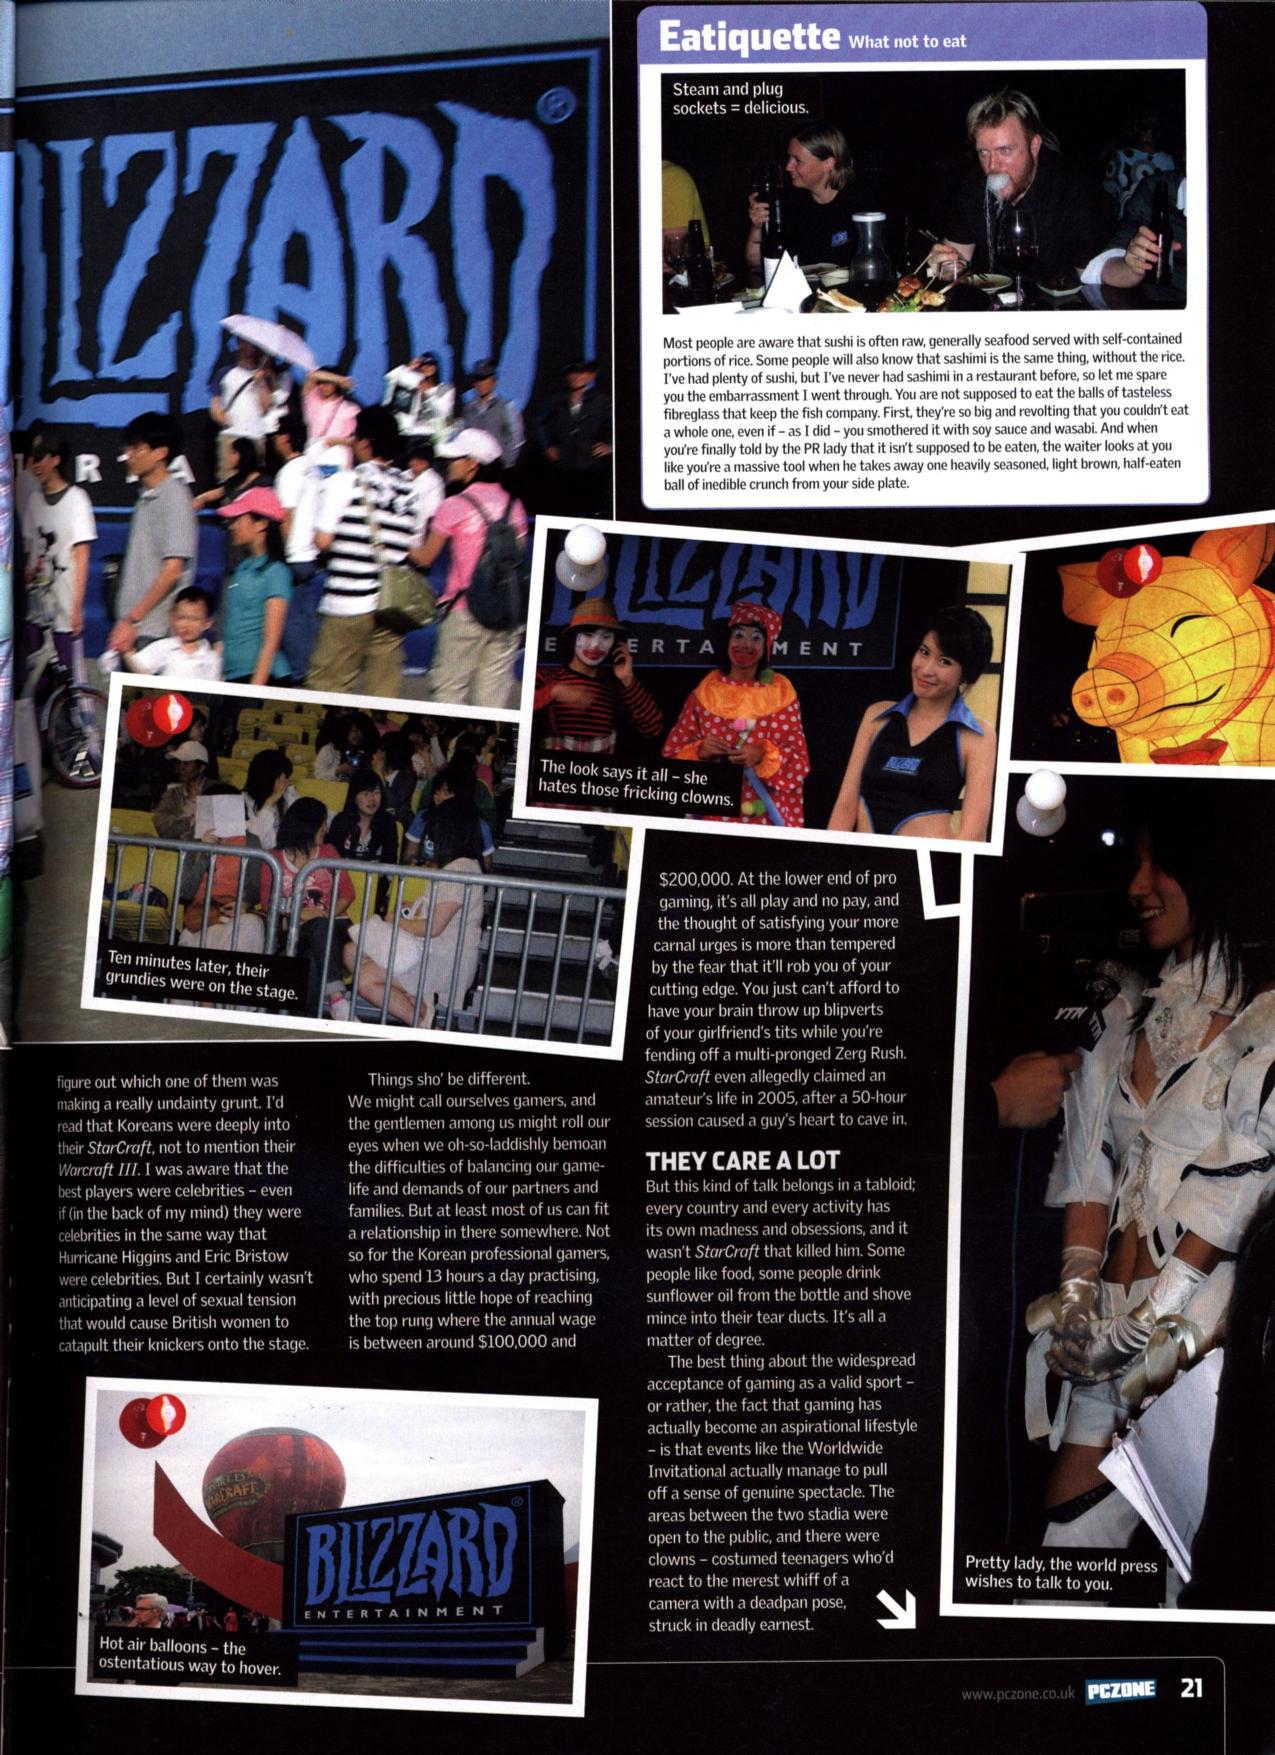 BLIZZARD
®
Eatiquette What not to eat
Steam and plug
sockets = delicious.
Most people are aware that sushi is often raw, generally seafood served with self-contained
portions of rice. Some people will also know that sashimi is the same thing, without the rice.
I've had plenty of sushi, but I've never had sashimi in a restaurant before, so let me spare
you the embarrassment I went through. You are not supposed to eat the balls of tasteless
fibreglass that keep the fish company. First, they're so big and revolting that you couldn't eat
a whole one, even if – as I did – you smothered it with soy sauce and wasabi. And when
you're finally told by the PR lady that it isn't supposed to be eaten, the waiter looks at you
like you're a massive tool when he takes away one heavily seasoned, light brown, half-eaten
ball of inedible crunch from your side plate.
BLIZZARD
E ERTA MENT
The look says it all – she
hates those fricking clowns.
Ten minutes later, their
grundies were on the stage.
figure out which one of them was
making a really undainty grunt. I'd
read that Koreans were deeply into
their StarCraft, not to mention their
Warcraft III. I was aware that the
best players were celebrities – even
if (in the back of my mind) they were
celebrities in the same way that
Hurricane Higgins and Eric Bristow
were celebrities. But I certainly wasn't
anticipating a level of sexual tension
that would cause British women to
catapult their knickers onto the stage.
Things sho' be different.
We might call ourselves gamers, and
the gentlemen among us might roll our
eyes when we oh-so-laddishly bemoan
the difficulties of balancing our game-
life and demands of our partners and
families. But at least most of us can fit
a relationship in there somewhere. Not
so for the Korean professional gamers,
who spend 13 hours a day practising,
with precious little hope of reaching
the top rung where the annual wage
is between around $100,000 and
$200,000. At the lower end of pro
gaming, it's all play and no pay, and
the thought of satisfying your more
carnal urges is more than tempered
by the fear that it'll rob you of your
cutting edge. You just can't afford to
have your brain throw up blipverts
of your girlfriend's tits while you're
fending off a multi-pronged Zerg Rush.
StarCraft even allegedly claimed an
amateur's life in 2005, after a 50-hour
session caused a guy's heart to cave in.
THEY CARE A LOT
But this kind of talk belongs in a tabloid;
every country and every activity has
its own madness and obsessions, and it
wasn't StarCraft that killed him. Some
people like food, some people drink
sunflower oil from the bottle and shove
mince into their tear ducts. It's all a
matter of degree.
The best thing about the widespread
acceptance of gaming as a valid sport –
or rather, the fact that gaming has
actually become an aspirational lifestyle
– is that events like the Worldwide
Invitational actually manage to pull
off a sense of genuine spectacle. The
areas between the two stadia were
open to the public, and there were
clowns – costumed teenagers who'd
react to the merest whiff of a
camera with a deadpan pose,
struck in deadly earnest.
YTN
Pretty lady, the world press
wishes to talk to you.
WORLD
WARCRAFT
BLIZZARD®
ENTERTAINMENT
Hot air balloons – the
ostentatious way to hover.
www.pczone.co.uk PCZONE 21